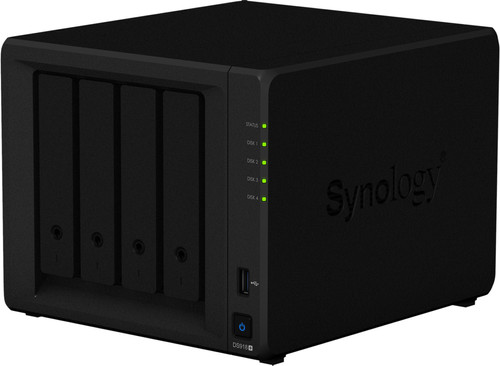 STATUS
DISK 1
DISK 2
DISK 3
DISK 4
Synology
DS918+